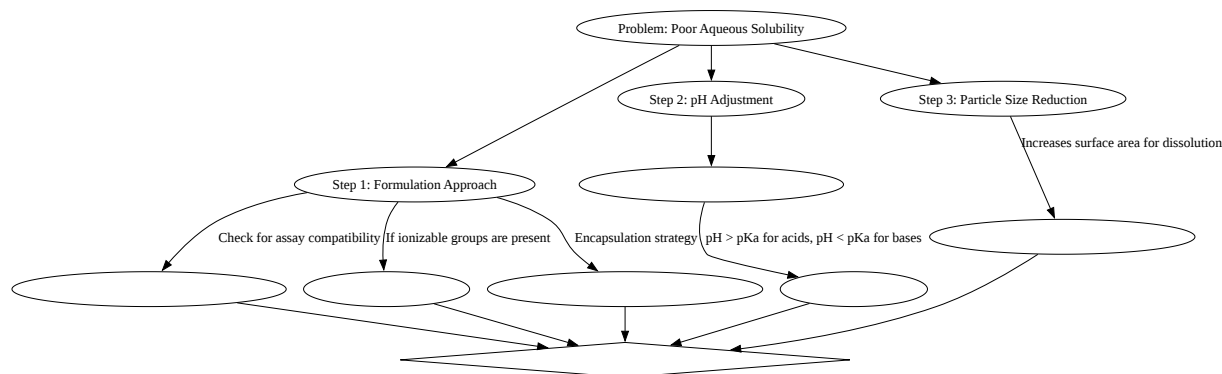 Problem: Poor Aqueous Solubility
Step 2: pH Adjustment
Step 3: Particle Size Reduction
Increases surface area for dissolution
Step 1: Formulation Approach
Check for assay compatibility
If ionizable groups are present
Encapsulation strategy
pH > pKa for acids, pH < pKa for bases